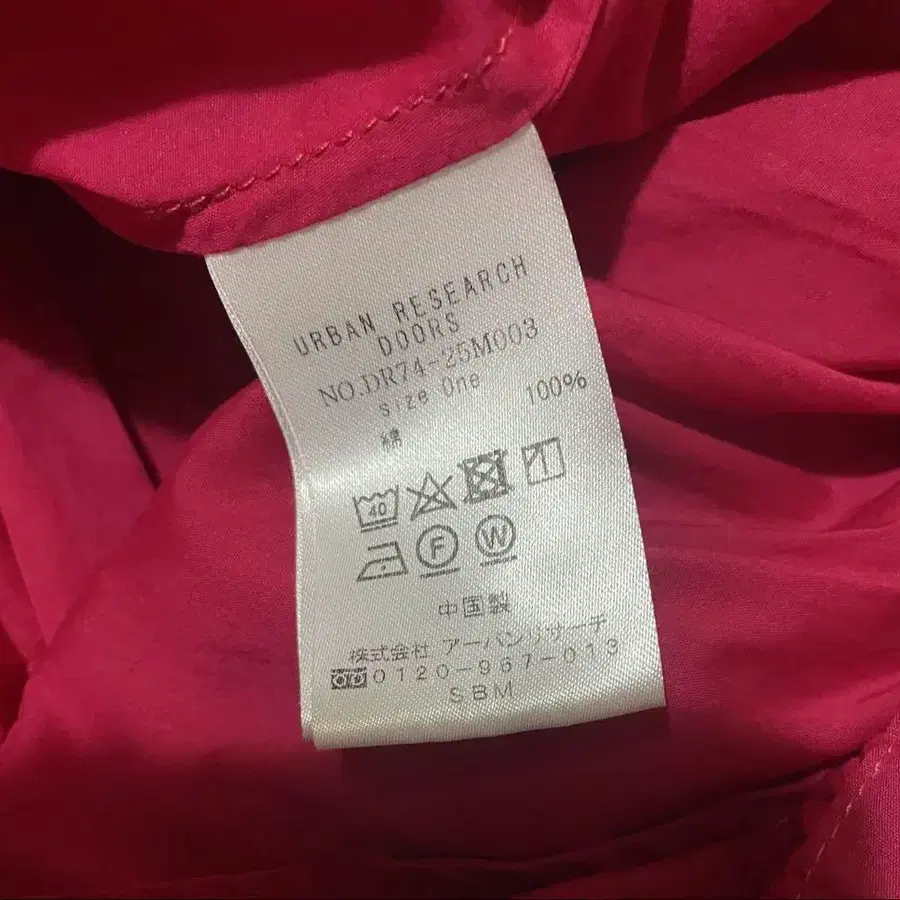 URBAN RESEARCH
DOORS
NO.DR74-25M003
size One
綿 100%
40
F W
中国製
株式会社 アーバンリサーチ
0120-967-013
SBM